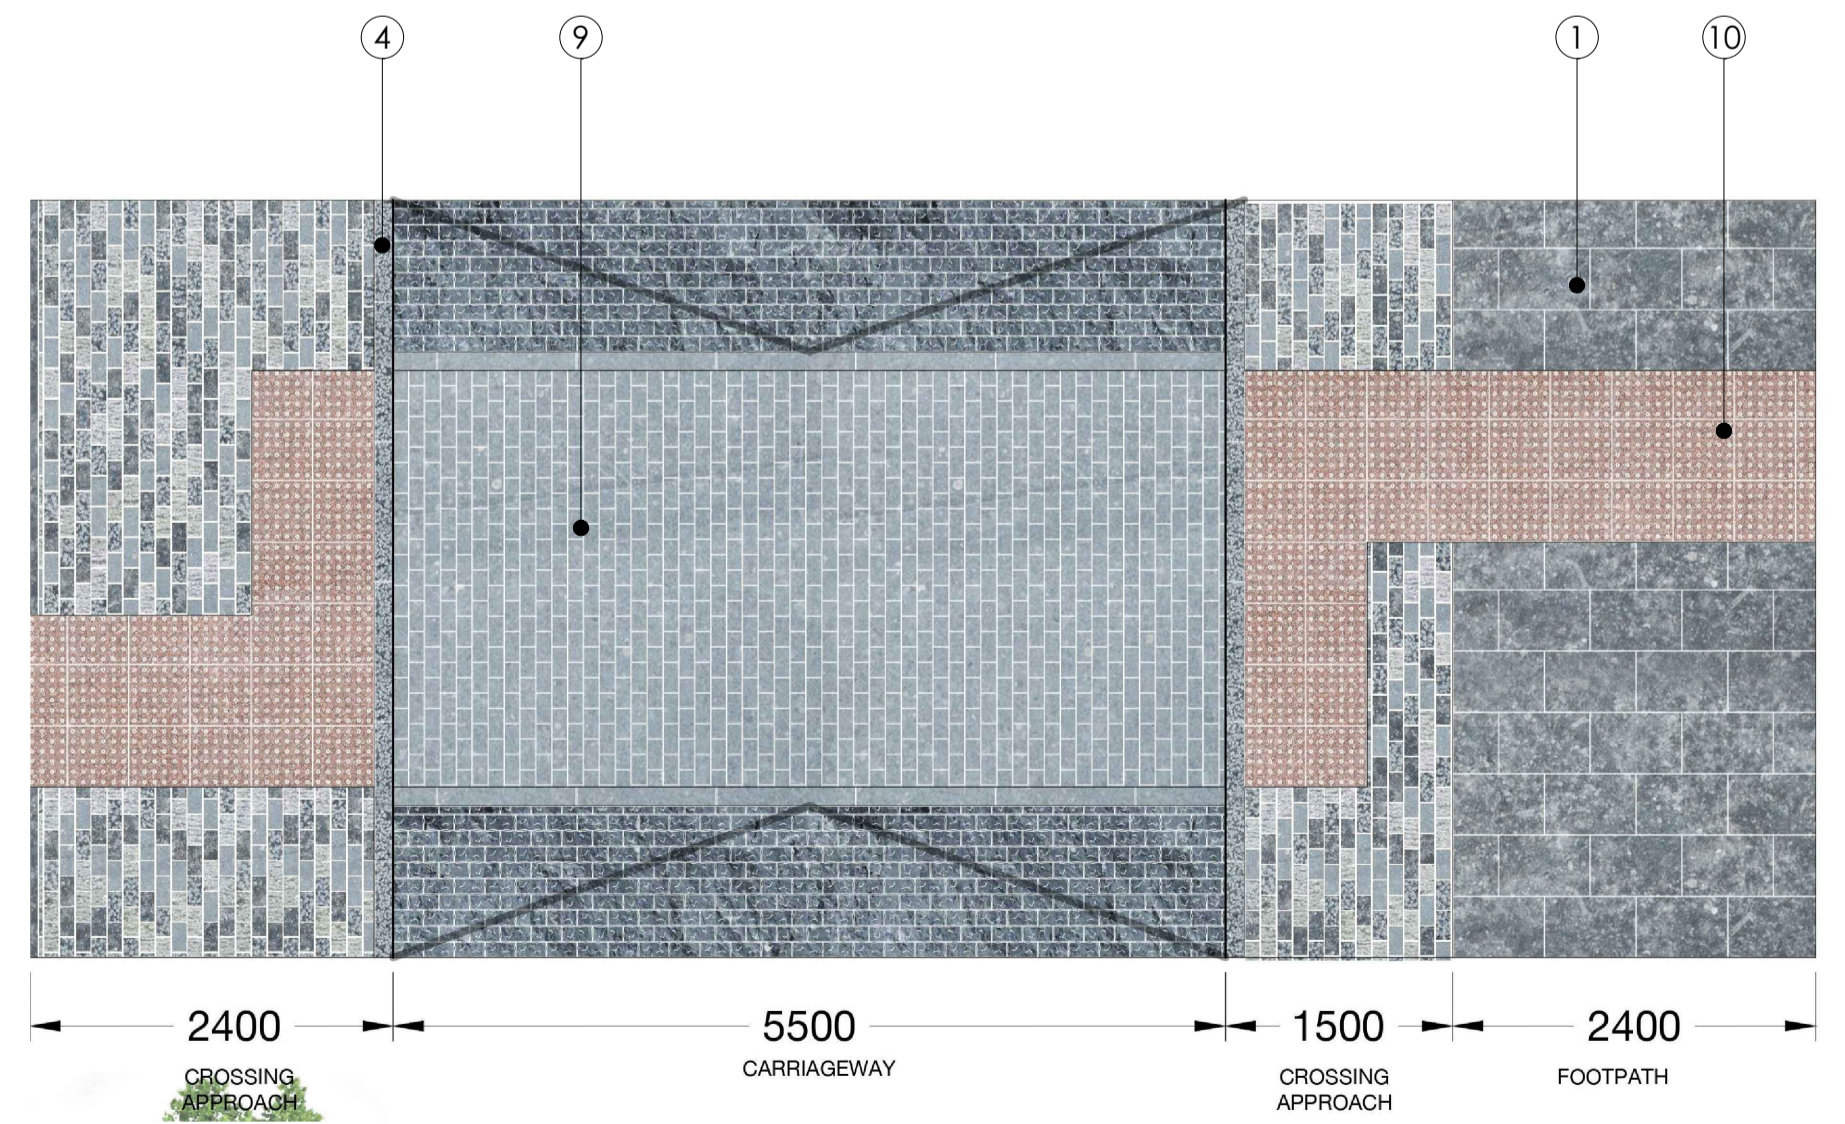 4 9 1 10
2400 5500 1500 2400
CROSSING
APPROACH
CARRIAGEWAY
CROSSING
APPROACH
FOOTPATH